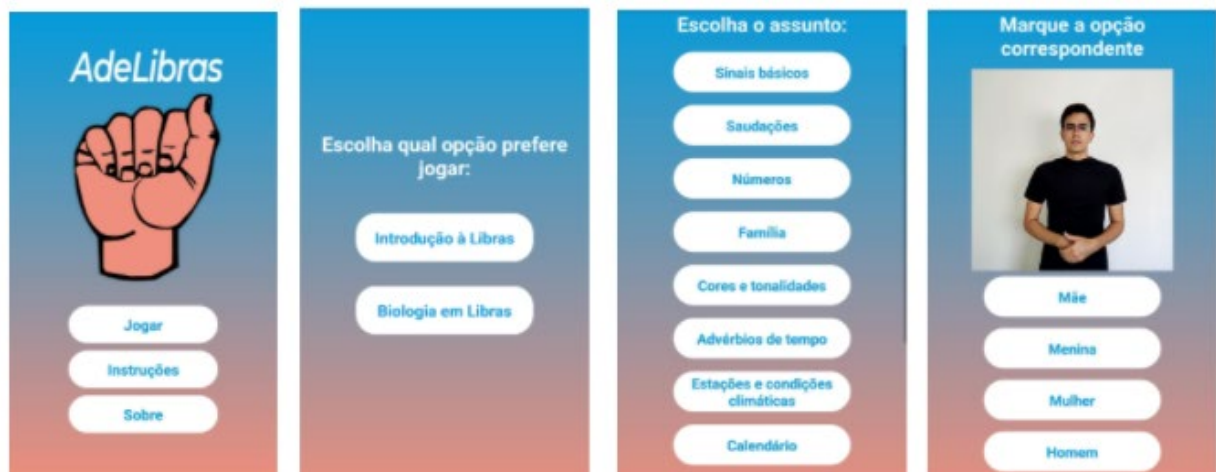 AdeLibras
Jogar
Instruções
Sobre
Escolha qual opção prefere
jogar:
Introdução à Libras
Biologia em Libras
Escolha o assunto:
Sinais básicos
Saudações
Números
Família
Cores e tonalidades
Advérbios de tempo
Estações e condições
climáticas
Calendário
Marque a opção
correspondente
Mãe
Menina
Mulher
Homem